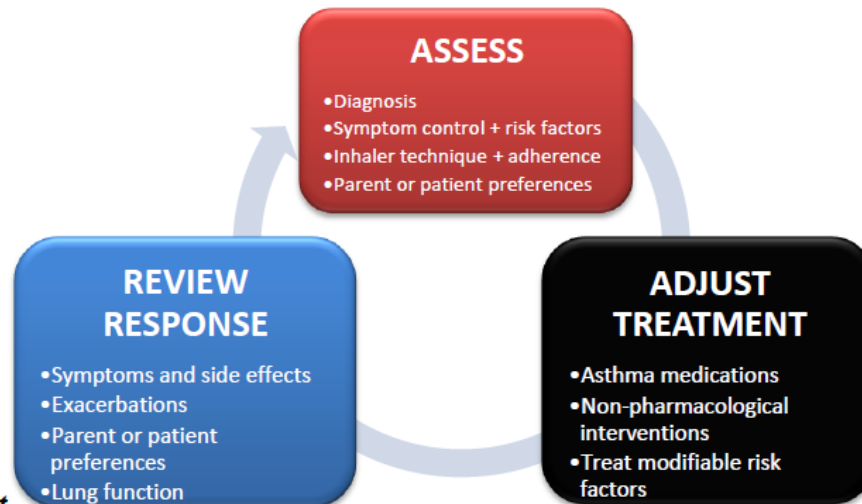 ASSESS
•Diagnosis
•Symptom control + risk factors
•Inhaler technique + adherence
•Parent or patient preferences
REVIEW
RESPONSE
•Symptoms and side effects
•Exacerbations
•Parent or patient
preferences
•Lung function
ADJUST
TREATMENT
•Asthma medications
•Non-pharmacological
interventions
•Treat modifiable risk
factors